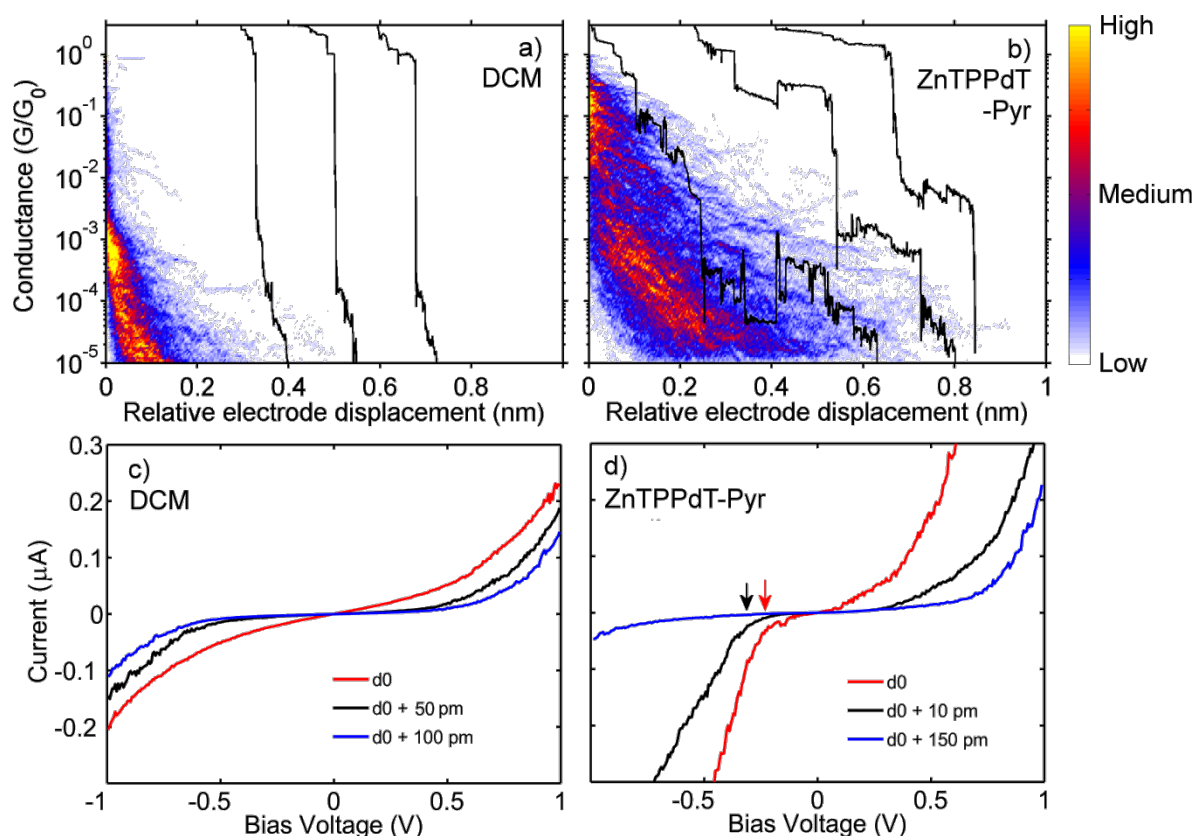 a)
DCM
10^0
10^-1
10^-2
10^-3
10^-4
10^-5
Conductance (G/G_0)
0 0.2 0.4 0.6 0.8
Relative electrode displacement (nm)
b)
ZnTPPdT
-Pyr
0 0.2 0.4 0.6 0.8 1
Relative electrode displacement (nm)
High
Medium
Low
c)
DCM
0.3
0.2
0.1
0
-0.1
-0.2
Current (μA)
d0
d0 + 50 pm
d0 + 100 pm
-1 -0.5 0 0.5 1
Bias Voltage (V)
d)
ZnTPPdT-Pyr
d0
d0 + 10 pm
d0 + 150 pm
-0.5 0 0.5 1
Bias Voltage (V)